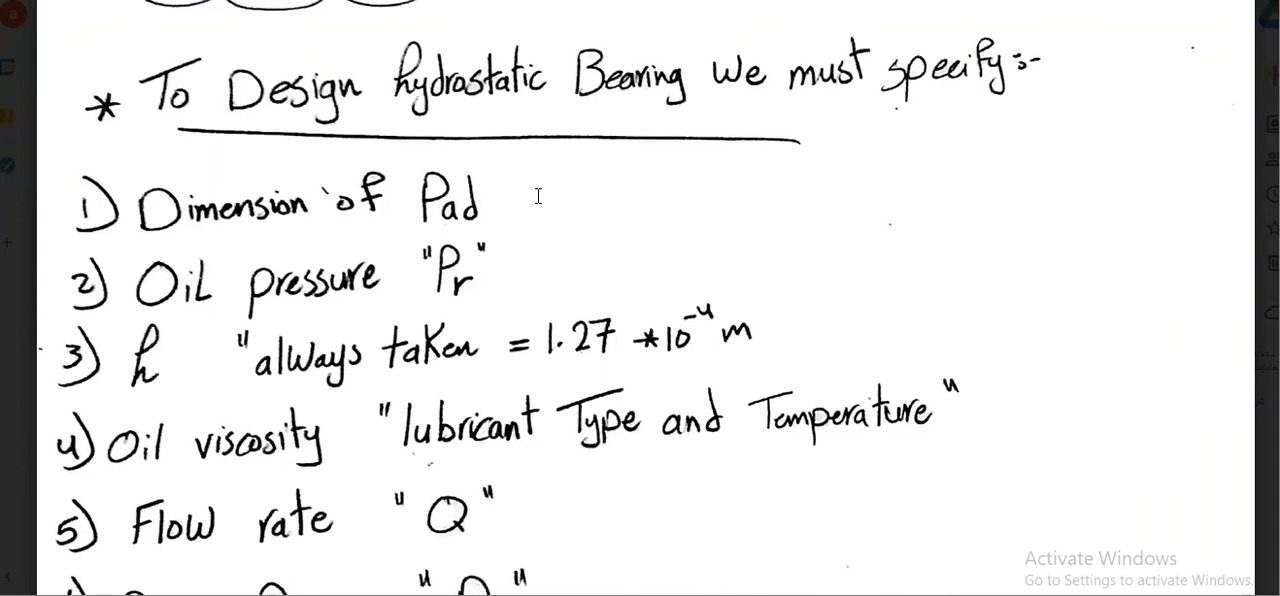 * To Design hydrostatic Bearing we must specify :-
1) Dimension of Pad
2) Oil pressure "Pr"
3) h "always taken = 1.27 *10^-4 m
4) Oil viscosity "lubricant Type and Temperature"
5) Flow rate "Q"
Activate Windows
Go to Settings to activate Windows.